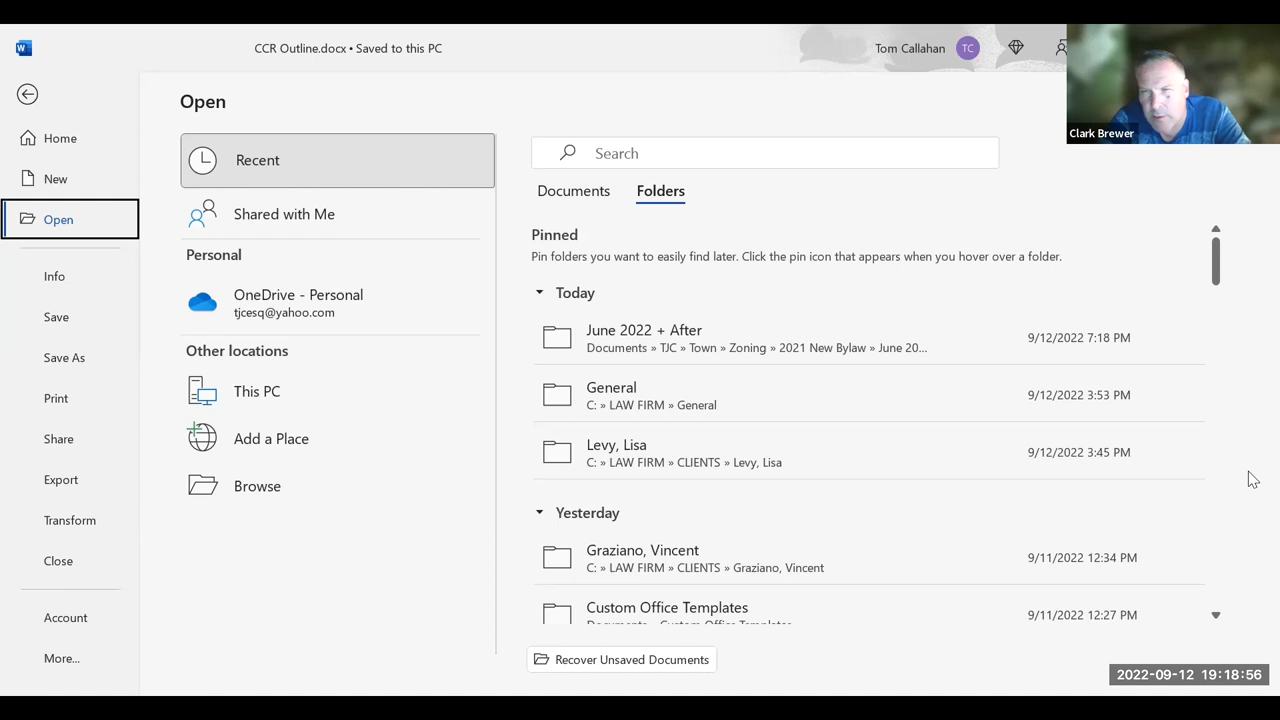 W
CCR Outline.docx • Saved to this PC
Tom Callahan
TC
Clark Brewer
Home
New
Open
Info
Save
Save As
Print
Share
Export
Transform
Close
Account
More...
Open
Recent
Shared with Me
Personal
OneDrive - Personal
tjcesq@yahoo.com
Other locations
This PC
Add a Place
Browse
Search
Documents Folders
Pinned
Pin folders you want to easily find later. Click the pin icon that appears when you hover over a folder.
Today
June 2022 + After
Documents » TJC » Town » Zoning » 2021 New Bylaw » June 20...
9/12/2022 7:18 PM
General
C: » LAW FIRM » General
9/12/2022 3:53 PM
Levy, Lisa
C: » LAW FIRM » CLIENTS » Levy, Lisa
9/12/2022 3:45 PM
Yesterday
Graziano, Vincent
C: » LAW FIRM » CLIENTS » Graziano, Vincent
9/11/2022 12:34 PM
Custom Office Templates
Documents » Custom Office Templates
9/11/2022 12:27 PM
Recover Unsaved Documents
2022-09-12 19:18:56